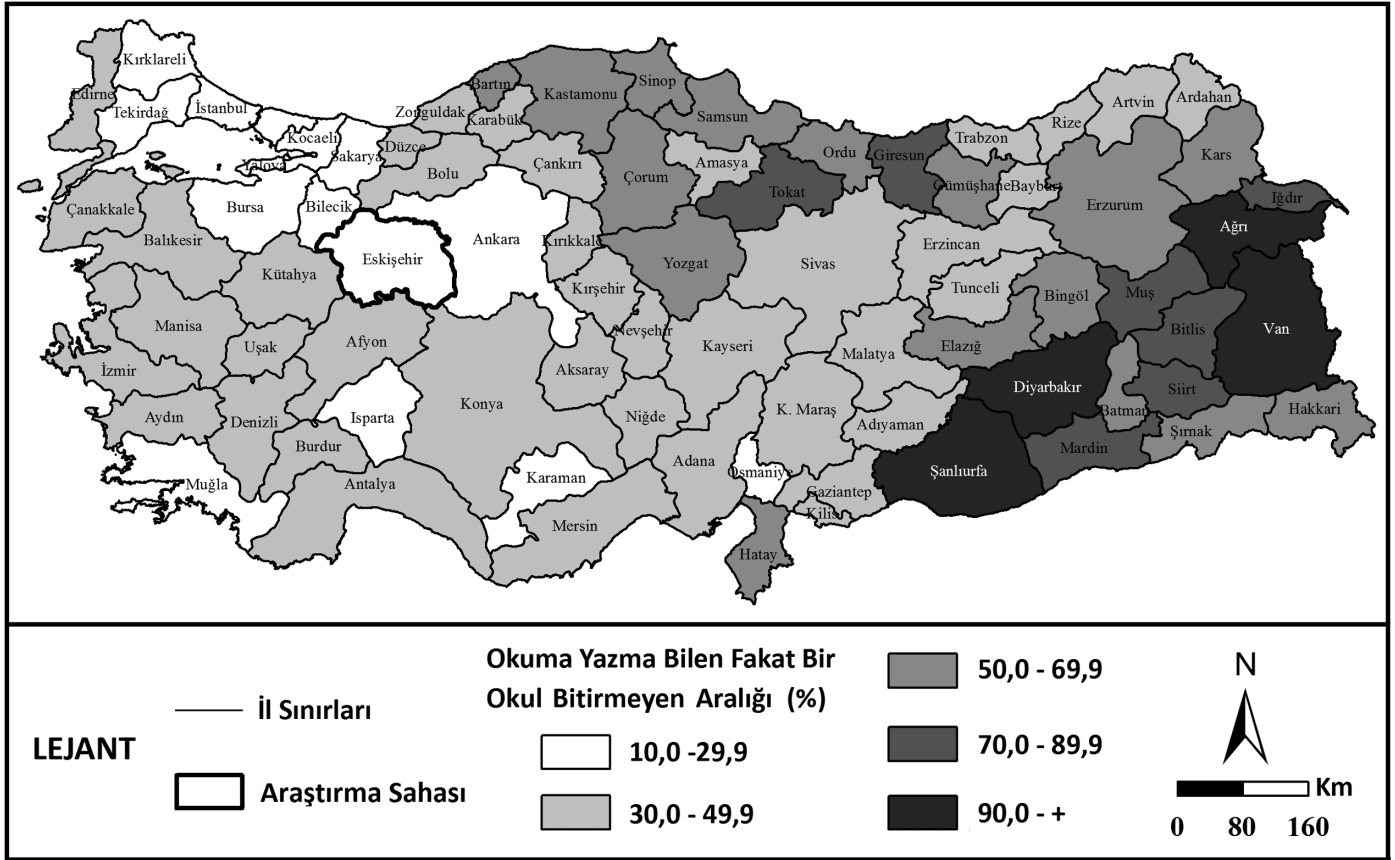 Kırklareli
Edirne
Tekirdağ
İstanbul
Kocaeli
Yalova
Sakarya
Düzce
Zonguldak
Bartın
Karabük
Kastamonu
Sinop
Samsun
Bolu
Çankırı
Çorum
Amasya
Tokat
Ordu
Giresun
Gümüşhane
Trabzon
Bayburt
Rize
Artvin
Ardahan
Kars
Iğdır
Ağrı
Erzurum
Çanakkale
Balıkesir
Bursa
Bilecik
Eskişehir
Kütahya
Ankara
Kırıkkale
Kırşehir
Yozgat
Sivas
Erzincan
Tunceli
Bingöl
Muş
Bitlis
Van
Manisa
İzmir
Uşak
Afyon
Aydın
Denizli
Burdur
Isparta
Konya
Aksaray
Nevşehir
Niğde
Kayseri
Malatya
Elazığ
Diyarbakır
Batman
Siirt
Şırnak
Hakkari
Muğla
Antalya
Karaman
Mersin
Adana
Osmaniye
K. Maraş
Adıyaman
Gaziantep
Kilis
Şanlıurfa
Mardin
Hatay
LEJANT
İl Sınırları
Araştırma Sahası
Okuma Yazma Bilen Fakat Bir
Okul Bitirmeyen Aralığı (%)
10,0 -29,9
30,0 - 49,9
50,0 - 69,9
70,0 - 89,9
90,0 - +
N
Km
0 80 160